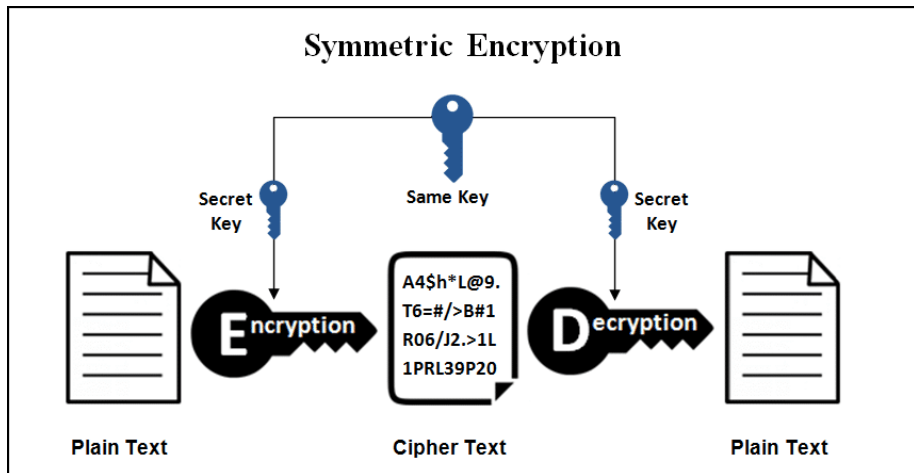 Symmetric Encryption
Secret
Key
Same Key
Secret
Key
Encryption
A4$h*L@9.
T6=#/>B#1
R06/J2.>1L
1PRL39P20
Decryption
Plain Text
Cipher Text
Plain Text